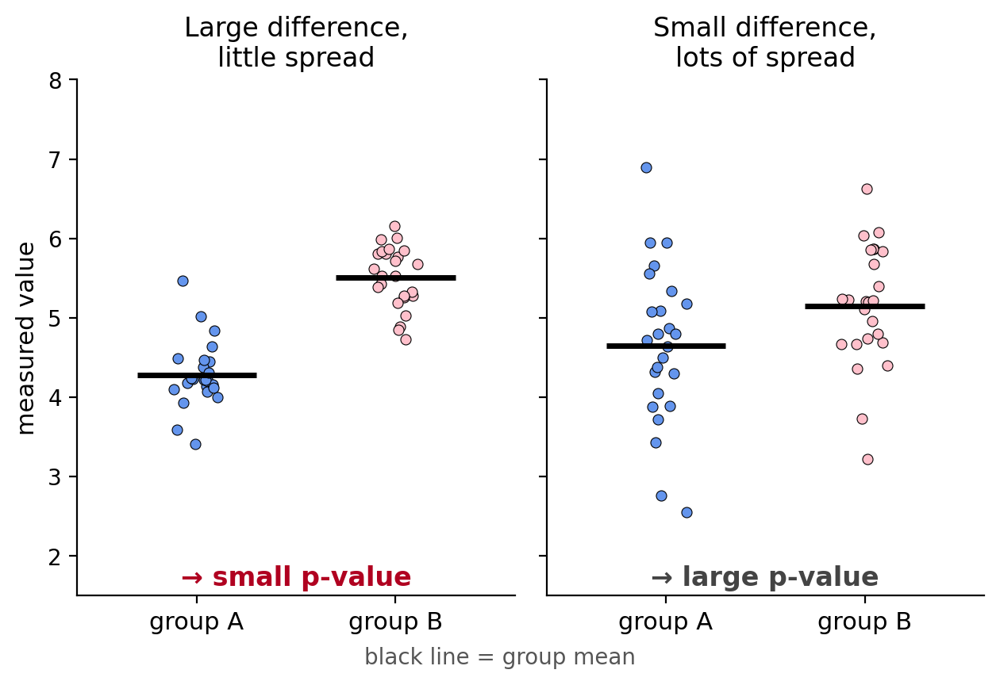 Large difference,
little spread
Small difference,
lots of spread
measured value
8
7
6
5
4
3
2
→ small p-value
→ large p-value
group A
group B
group A
group B
black line = group mean